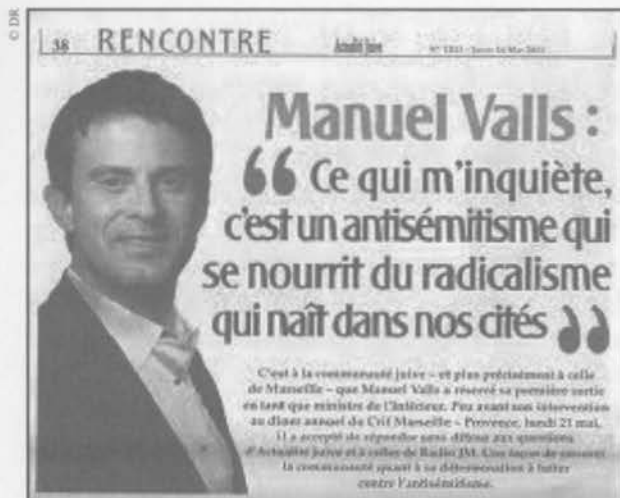 © DR
38 RENCONTRE Actualité Juive
Manuel Valls :
“ Ce qui m'inquiète,
c'est un antisémitisme qui
se nourrit du radicalisme
qui naît dans nos cités ”
C'est à la communauté juive – et plus précisément à celle
de Marseille – que Manuel Valls a réservé sa première sortie
en tant que ministre de l'Intérieur. Peu avant son intervention
au dîner annuel du Crif Marseille – Provence, lundi 21 mai,
il a accepté de répondre sans détour aux questions
d'Actualité Juive et à celles de Radio JM. Une façon de rassurer
la communauté quant à sa détermination à lutter
contre l'antisémitisme.